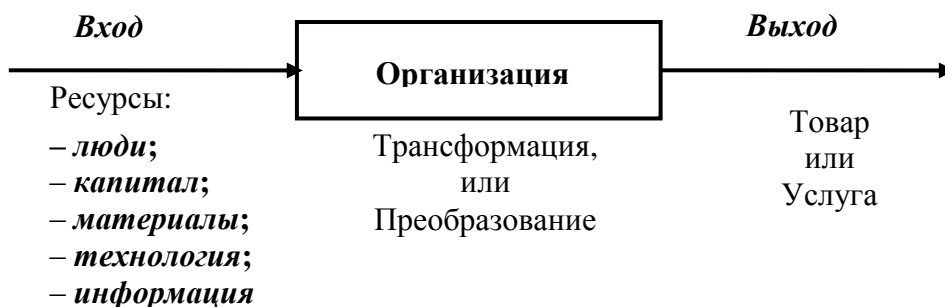 Вход
Организация
Выход
Ресурсы:
– люди;
– капитал;
– материалы;
– технология;
– информация
Трансформация,
или
Преобразование
Товар
или
Услуга